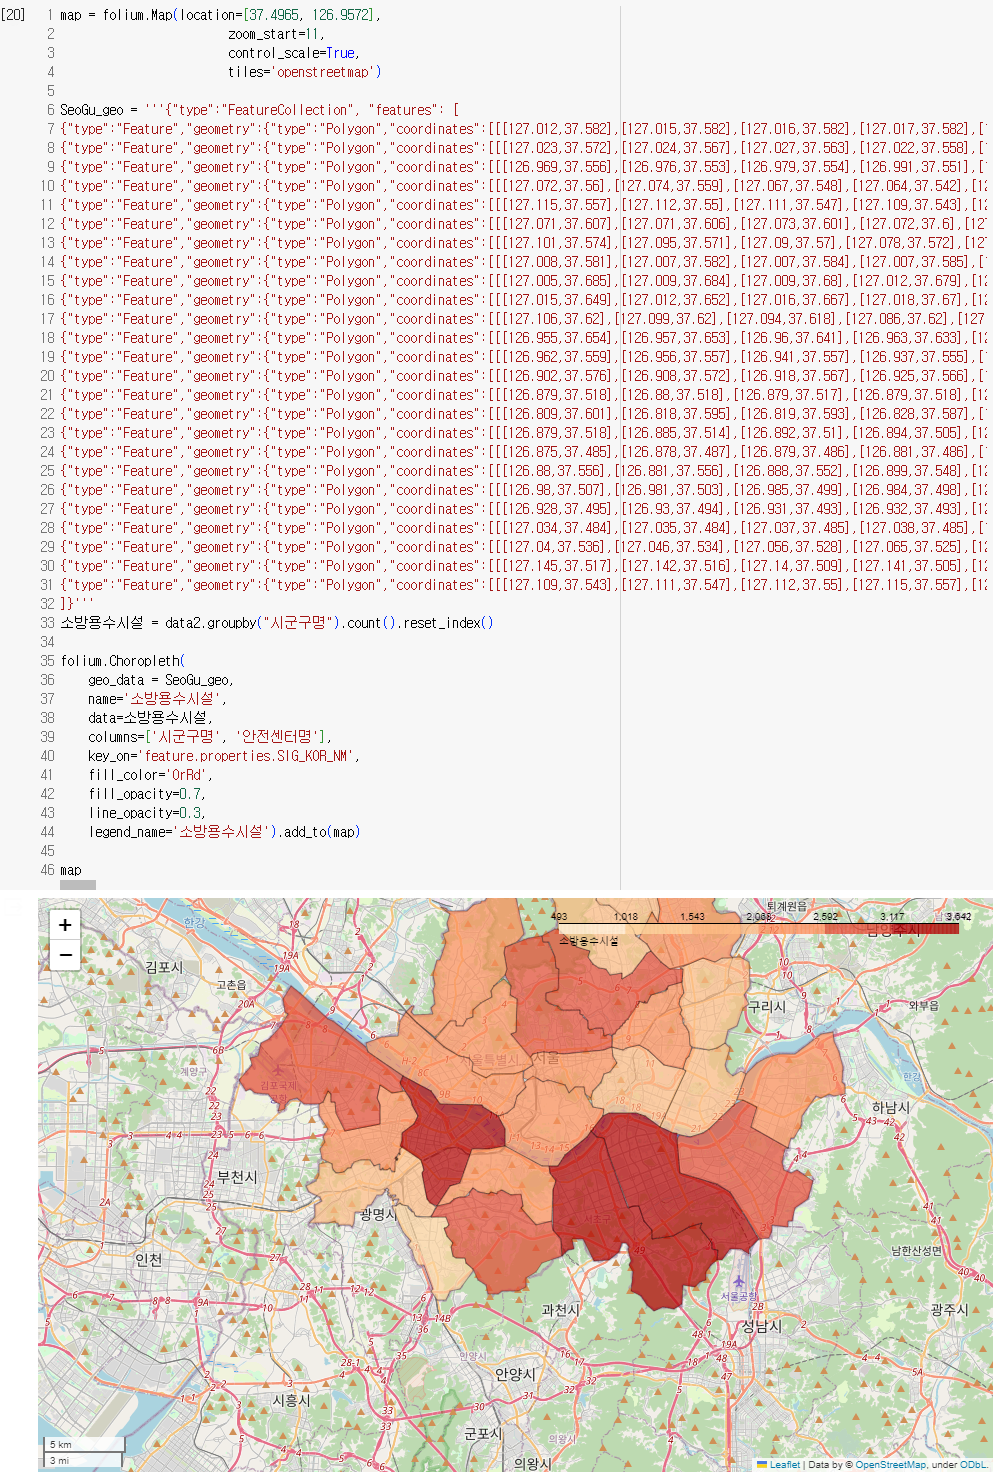 [20] 1 map = folium.Map(location=[37.4965, 126.9572],
2 zoom_start=11,
3 control_scale=True,
4 tiles='openstreetmap')
5
6 SeoGu_geo = '''{"type":"FeatureCollection", "features": [
7 {"type":"Feature","geometry":{"type":"Polygon","coordinates":[[[127.012,37.582],[127.015,37.582],[127.016,37.582],[127.017,37.582],[
8 {"type":"Feature","geometry":{"type":"Polygon","coordinates":[[[127.023,37.572],[127.024,37.567],[127.027,37.563],[127.022,37.558],[
9 {"type":"Feature","geometry":{"type":"Polygon","coordinates":[[[126.969,37.556],[126.976,37.553],[126.979,37.554],[126.991,37.551],[
10 {"type":"Feature","geometry":{"type":"Polygon","coordinates":[[[127.072,37.56],[127.074,37.559],[127.067,37.548],[127.064,37.542],[12
11 {"type":"Feature","geometry":{"type":"Polygon","coordinates":[[[127.115,37.557],[127.112,37.55],[127.111,37.547],[127.109,37.543],[12
12 {"type":"Feature","geometry":{"type":"Polygon","coordinates":[[[127.071,37.607],[127.071,37.606],[127.073,37.601],[127.072,37.6],[127
13 {"type":"Feature","geometry":{"type":"Polygon","coordinates":[[[127.101,37.574],[127.095,37.571],[127.09,37.57],[127.078,37.572],[127
14 {"type":"Feature","geometry":{"type":"Polygon","coordinates":[[[127.008,37.581],[127.007,37.582],[127.007,37.584],[127.007,37.585],[
15 {"type":"Feature","geometry":{"type":"Polygon","coordinates":[[[127.005,37.685],[127.009,37.684],[127.009,37.68],[127.012,37.679],[12
16 {"type":"Feature","geometry":{"type":"Polygon","coordinates":[[[127.015,37.649],[127.012,37.652],[127.016,37.667],[127.018,37.67],[12
17 {"type":"Feature","geometry":{"type":"Polygon","coordinates":[[[127.106,37.62],[127.099,37.62],[127.094,37.618],[127.086,37.62],[127
18 {"type":"Feature","geometry":{"type":"Polygon","coordinates":[[[126.955,37.654],[126.957,37.653],[126.96,37.641],[126.963,37.633],[12
19 {"type":"Feature","geometry":{"type":"Polygon","coordinates":[[[126.962,37.559],[126.956,37.557],[126.941,37.557],[126.937,37.555],[
20 {"type":"Feature","geometry":{"type":"Polygon","coordinates":[[[126.902,37.576],[126.908,37.572],[126.918,37.567],[126.925,37.566],[
21 {"type":"Feature","geometry":{"type":"Polygon","coordinates":[[[126.879,37.518],[126.88,37.518],[126.879,37.517],[126.879,37.518],[12
22 {"type":"Feature","geometry":{"type":"Polygon","coordinates":[[[126.809,37.601],[126.818,37.595],[126.819,37.593],[126.828,37.587],[
23 {"type":"Feature","geometry":{"type":"Polygon","coordinates":[[[126.879,37.518],[126.885,37.514],[126.892,37.51],[126.894,37.505],[12
24 {"type":"Feature","geometry":{"type":"Polygon","coordinates":[[[126.875,37.485],[126.878,37.487],[126.879,37.486],[126.881,37.486],[
25 {"type":"Feature","geometry":{"type":"Polygon","coordinates":[[[126.88,37.556],[126.881,37.556],[126.888,37.552],[126.899,37.548],[12
26 {"type":"Feature","geometry":{"type":"Polygon","coordinates":[[[126.98,37.507],[126.981,37.503],[126.985,37.499],[126.984,37.498],[12
27 {"type":"Feature","geometry":{"type":"Polygon","coordinates":[[[126.928,37.495],[126.93,37.494],[126.931,37.493],[126.932,37.493],[12
28 {"type":"Feature","geometry":{"type":"Polygon","coordinates":[[[127.034,37.484],[127.035,37.484],[127.037,37.485],[127.038,37.485],[
29 {"type":"Feature","geometry":{"type":"Polygon","coordinates":[[[127.04,37.536],[127.046,37.534],[127.056,37.528],[127.065,37.525],[12
30 {"type":"Feature","geometry":{"type":"Polygon","coordinates":[[[127.145,37.517],[127.142,37.516],[127.14,37.509],[127.141,37.505],[12
31 {"type":"Feature","geometry":{"type":"Polygon","coordinates":[[[127.109,37.543],[127.111,37.547],[127.112,37.55],[127.115,37.557],[12
32 ]}'''
33 소방용수시설 = data2.groupby("시군구명").count().reset_index()
34
35 folium.Choropleth(
36 geo_data = SeoGu_geo,
37 name='소방용수시설',
38 data=소방용수시설,
39 columns=['시군구명', '안전센터명'],
40 key_on='feature.properties.SIG_KOR_NM',
41 fill_color='OrRd',
42 fill_opacity=0.7,
43 line_opacity=0.3,
44 legend_name='소방용수시설').add_to(map)
45
46 map
+
−
493 1,018 1,543 2,068 2,592 3,117 3,642
소방용수시설
퇴계원읍
남양주시
한강
김포시
고촌읍
19A
20A
구리시
와부읍
계양구
서울특별시
서울
김포국제공항
한강
하남시
부천시
광명시
서초구
인천
남한산성면
서울공항
과천시
성남시
광주시
안양시
안양시
시흥시
군포시
의왕시
의왕시
5 km
3 mi
Leaflet | Data by © OpenStreetMap, under ODbL.